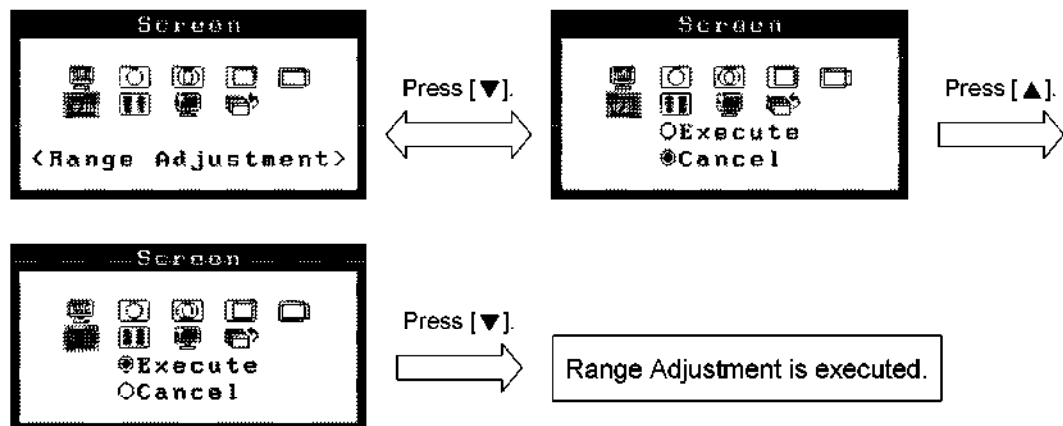 Screen
<Range Adjustment>
Press [▼].
Screen
○Execute
◉Cancel
Press [▲].
Screen
◉Execute
○Cancel
Press [▼].
Range Adjustment is executed.